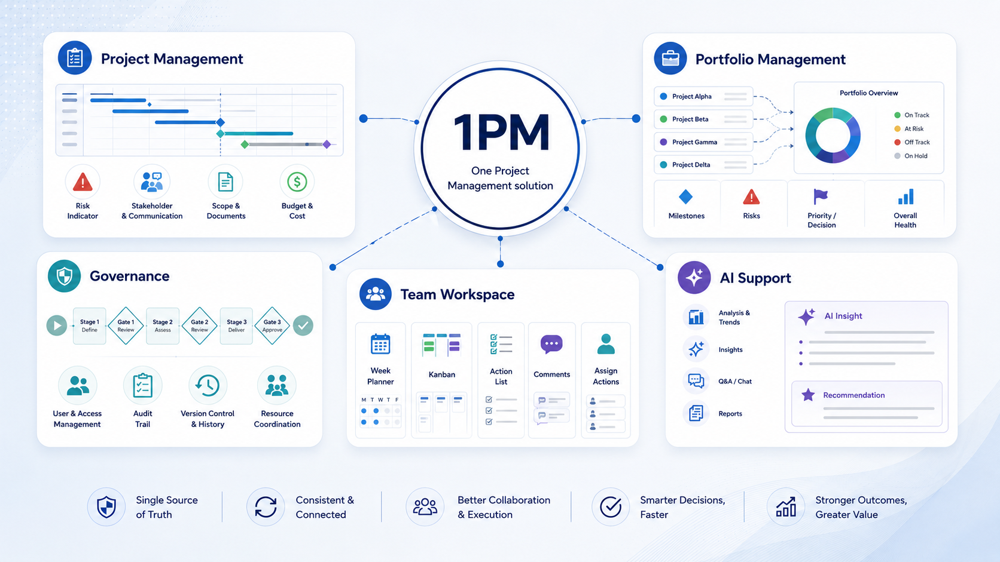 Project Management
Risk
Indicator
Stakeholder
& Communication
Scope &
Documents
Budget &
Cost
1PM
One Project
Management solution
Portfolio Management
Project Alpha
Project Beta
Project Gamma
Project Delta
Portfolio Overview
On Track
At Risk
Off Track
On Hold
Milestones
Risks
Priority /
Decision
Overall
Health
Governance
Stage 1
Define
Gate 1
Review
Stage 2
Assess
Gate 2
Review
Stage 3
Deliver
Gate 3
Approve
User & Access
Management
Audit
Trail
Version Control
& History
Resource
Coordination
Team Workspace
Week
Planner
M T W T F
Kanban
Action
List
Comments
Assign
Actions
AI Support
Analysis &
Trends
Insights
Q&A / Chat
Reports
AI Insight
Recommendation
Single Source
of Truth
Consistent &
Connected
Better Collaboration
& Execution
Smarter Decisions,
Faster
Stronger Outcomes,
Greater Value